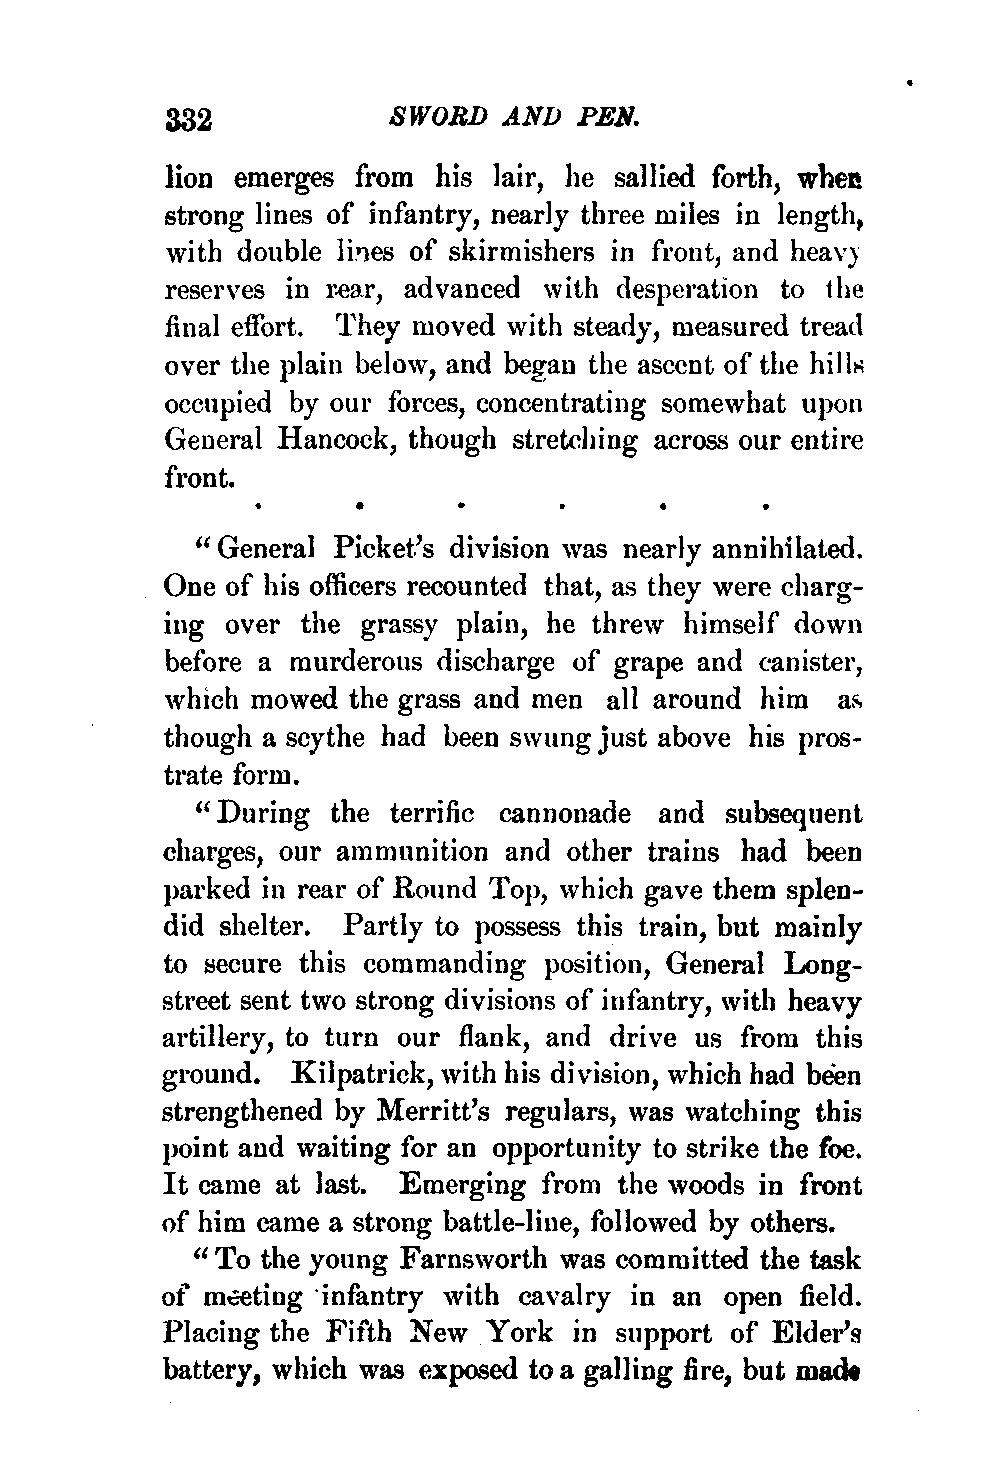 332 SWORD AND PEN.
lion emerges from his lair, he sallied forth, when
strong lines of infantry, nearly three miles in length,
with double lines of skirmishers in front, and heavy
reserves in rear, advanced with desperation to the
final effort. They moved with steady, measured tread
over the plain below, and began the ascent of the hills
occupied by our forces, concentrating somewhat upon
General Hancock, though stretching across our entire
front.
. . . . . .
“General Picket's division was nearly annihilated.
One of his officers recounted that, as they were charg-
ing over the grassy plain, he threw himself down
before a murderous discharge of grape and canister,
which mowed the grass and men all around him as
though a scythe had been swung just above his pros-
trate form.
“During the terrific cannonade and subsequent
charges, our ammunition and other trains had been
parked in rear of Round Top, which gave them splen-
did shelter. Partly to possess this train, but mainly
to secure this commanding position, General Long-
street sent two strong divisions of infantry, with heavy
artillery, to turn our flank, and drive us from this
ground. Kilpatrick, with his division, which had been
strengthened by Merritt's regulars, was watching this
point and waiting for an opportunity to strike the foe.
It came at last. Emerging from the woods in front
of him came a strong battle-line, followed by others.
“To the young Farnsworth was committed the task
of meeting infantry with cavalry in an open field.
Placing the Fifth New York in support of Elder's
battery, which was exposed to a galling fire, but made